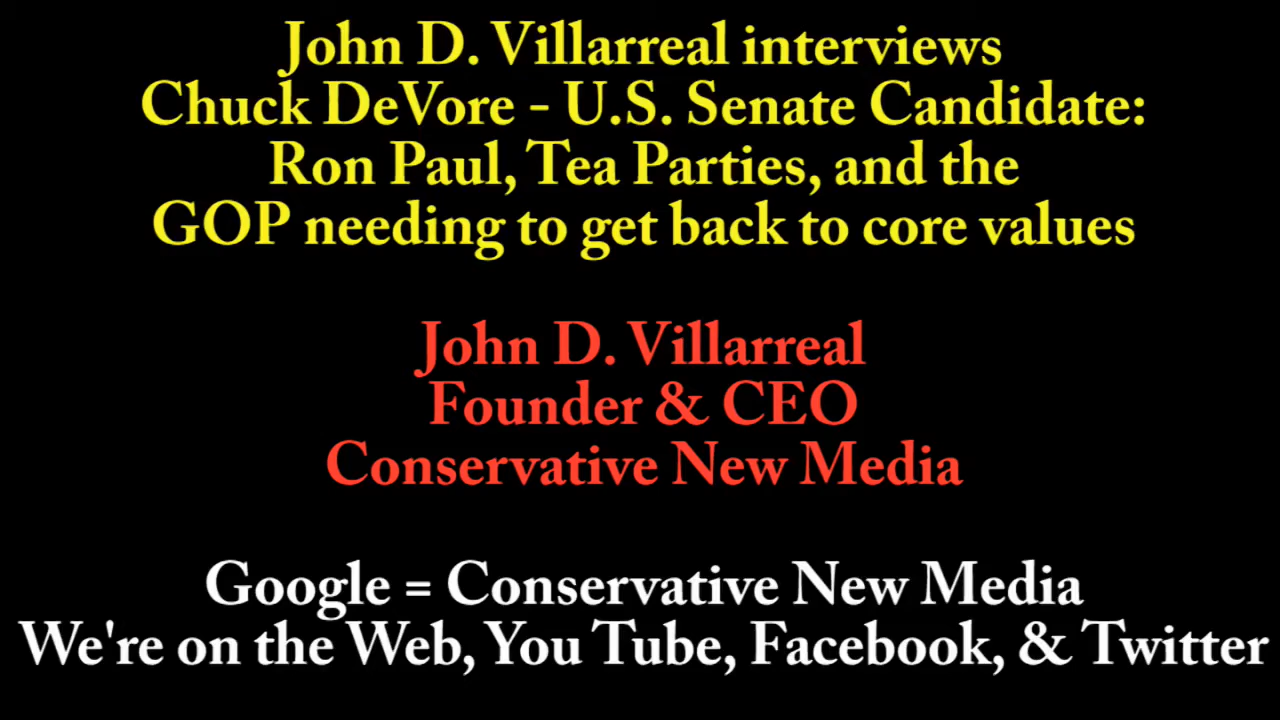 John D. Villarreal interviews
Chuck DeVore - U.S. Senate Candidate:
Ron Paul, Tea Parties, and the
GOP needing to get back to core values
John D. Villarreal
Founder & CEO
Conservative New Media
Google = Conservative New Media
We're on the Web, You Tube, Facebook, & Twitter